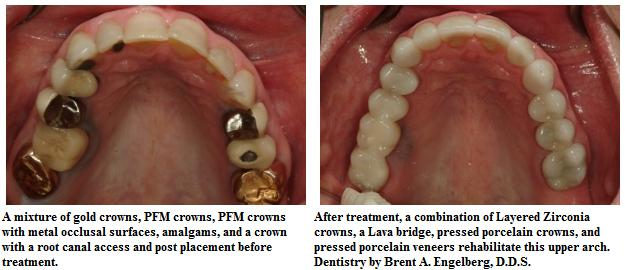 A mixture of gold crowns, PFM crowns, PFM crowns
with metal occlusal surfaces, amalgams, and a crown
with a root canal access and post placement before
treatment.
After treatment, a combination of Layered Zirconia
crowns, a Lava bridge, pressed porcelain crowns, and
pressed porcelain veneers rehabilitate this upper arch.
Dentistry by Brent A. Engelberg, D.D.S.